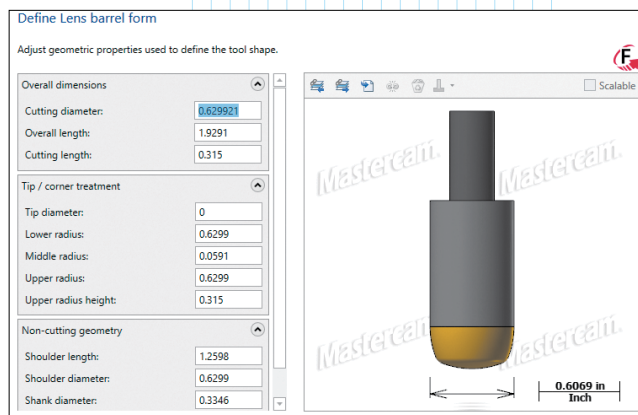 Define Lens barrel form
Adjust geometric properties used to define the tool shape.
F
Overall dimensions
Cutting diameter: 0.629921
Overall length: 1.9291
Cutting length: 0.315
Tip / corner treatment
Tip diameter: 0
Lower radius: 0.6299
Middle radius: 0.0591
Upper radius: 0.6299
Upper radius height: 0.315
Non-cutting geometry
Shoulder length: 1.2598
Shoulder diameter: 0.6299
Shank diameter: 0.3346
Scalable
Mastercam. Mastercam.
Mastercam. Mastercam.
0.6069 in
Inch